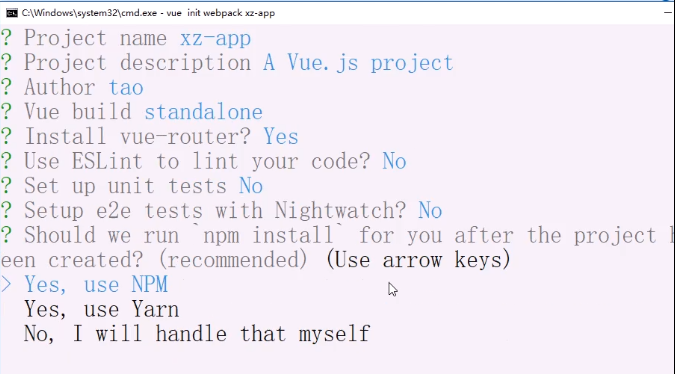 C:\Windows\system32\cmd.exe - vue init webpack xz-app
? Project name xz-app
? Project description A Vue.js project
? Author tao
? Vue build standalone
? Install vue-router? Yes
? Use ESLint to lint your code? No
? Set up unit tests No
? Setup e2e tests with Nightwatch? No
? Should we run `npm install` for you after the project
een created? (recommended) (Use arrow keys)
> Yes, use NPM
Yes, use Yarn
No, I will handle that myself